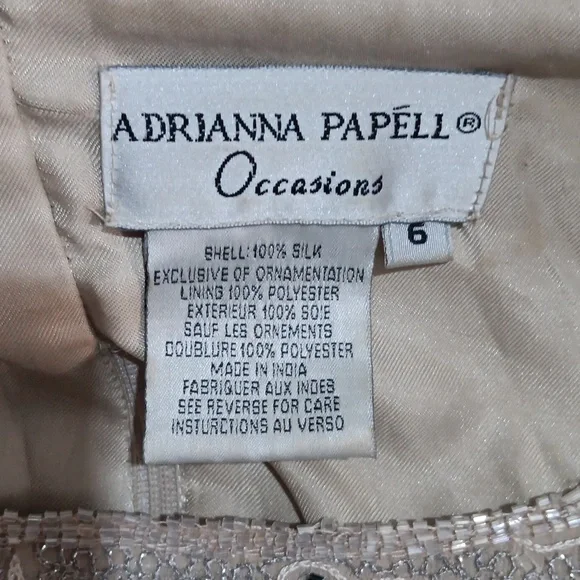 ADRIANNA PAPÉLL®
Occasions
6
SHELL: 100% SILK
EXCLUSIVE OF ORNAMENTATION
LINING 100% POLYESTER
EXTERIEUR 100% SOIE
SAUF LES ORNEMENTS
DOUBLURE 100% POLYESTER
MADE IN INDIA
FABRIQUER AUX INDES
SEE REVERSE FOR CARE
INSTURCTIONS AU VERSO